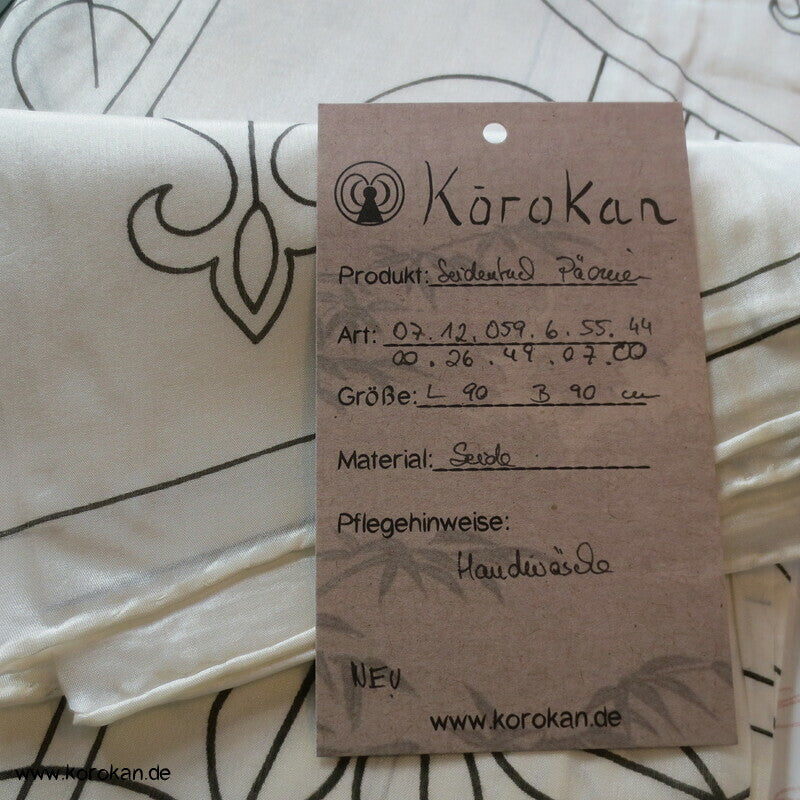 Kōrokan
Produkt: Seidentuch Päonie
Art: 07.12.059.6.55.44
00.26.49.07.00
Größe: L 90 B 90 cm
Material: Seide
Pflegehinweise:
Handwäsche
NEU
www.korokan.de
www.korokan.de